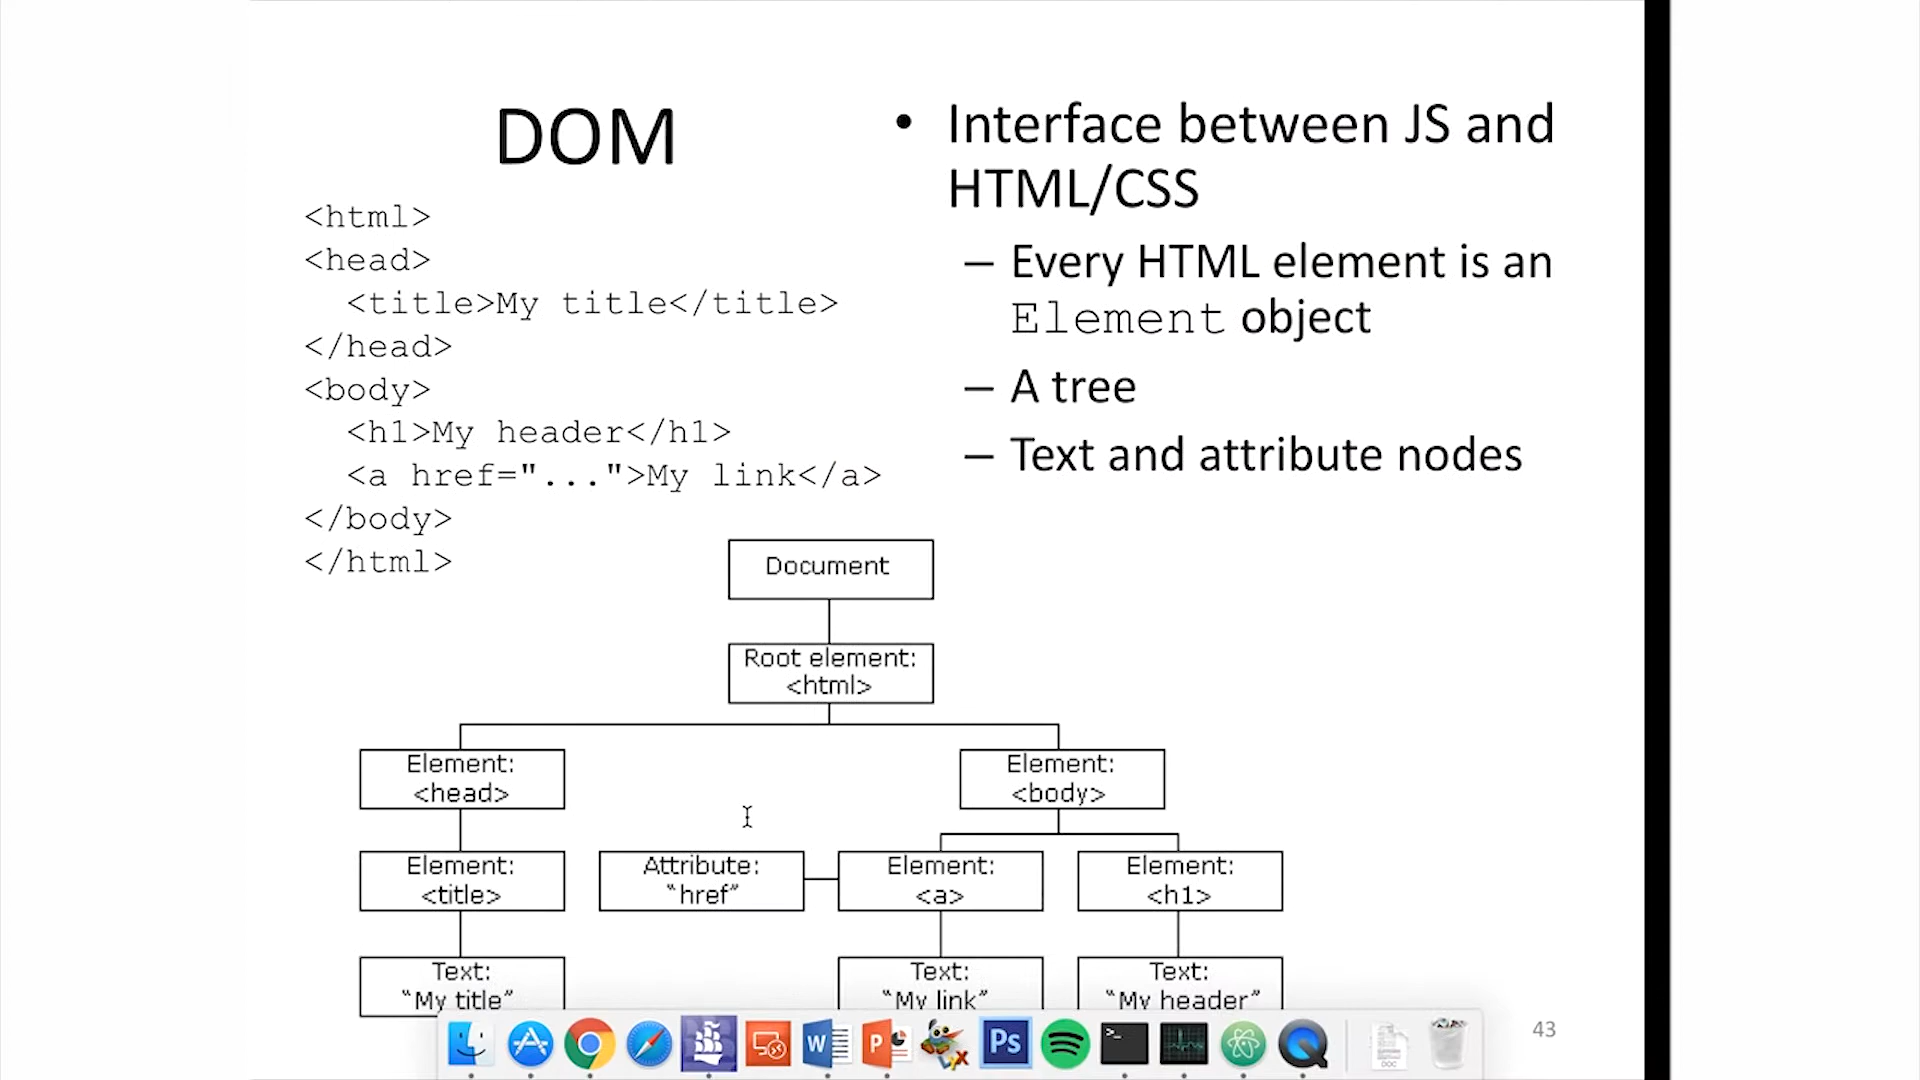 DOM
<html>
<head>
<title>My title</title>
</head>
<body>
<h1>My header</h1>
<a href="...">My link</a>
</body>
</html>
• Interface between JS and
HTML/CSS
– Every HTML element is an
Element object
– A tree
– Text and attribute nodes
Document
Root element:
<html>
Element:
<head>
Element:
<body>
Element:
<title>
Attribute:
“href”
Element:
<a>
Element:
<h1>
Text:
“My title”
Text:
“My link”
Text:
“My header”
W
P
X
Ps
>_
DOC
43